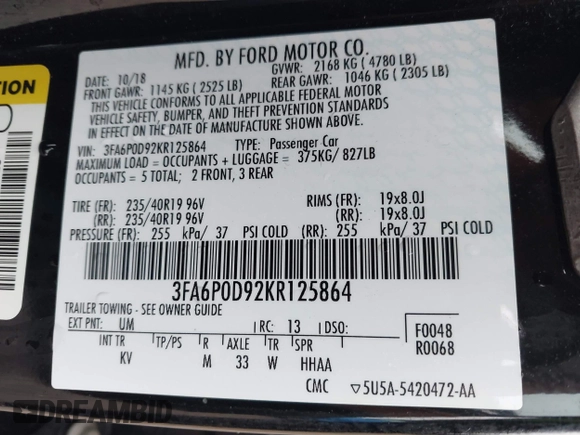 MFD. BY FORD MOTOR CO.
DATE: 10/18 GVWR: 2168 KG ( 4780 LB)
FRONT GAWR: 1145 KG ( 2525 LB) REAR GAWR: 1046 KG ( 2305 LB)
THIS VEHICLE CONFORMS TO ALL APPLICABLE FEDERAL MOTOR
VEHICLE SAFETY, BUMPER, AND THEFT PREVENTION STANDARDS
IN EFFECT ON THE DATE OF MANUFACTURE SHOWN ABOVE.
VIN: 3FA6P0D92KR125864 TYPE: Passenger Car
MAXIMUM LOAD = OCCUPANTS + LUGGAGE = 375KG/ 827LB
OCCUPANTS = 5 TOTAL; 2 FRONT, 3 REAR
TIRE (FR): 235/40R19 96V RIMS (FR): 19x8.0J
(RR): 235/40R19 96V (RR): 19x8.0J
PRESSURE (FR): 255 kPa/ 37 PSI COLD (RR): 255 kPa/ 37 PSI COLD
3FA6P0D92KR125864
TRAILER TOWING - SEE OWNER GUIDE
EXT PNT: UM RC: 13 DSO: F0048
INT TR TP/PS R AXLE TR SPR R0068
KV M 33 W HHAA
CMC ▽5U5A-5420472-AA
DREAMBID